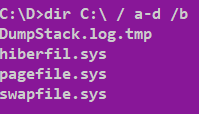 C:\D>dir C:\ / a-d /b
DumpStack.log.tmp
hiberfil.sys
pagefile.sys
swapfile.sys